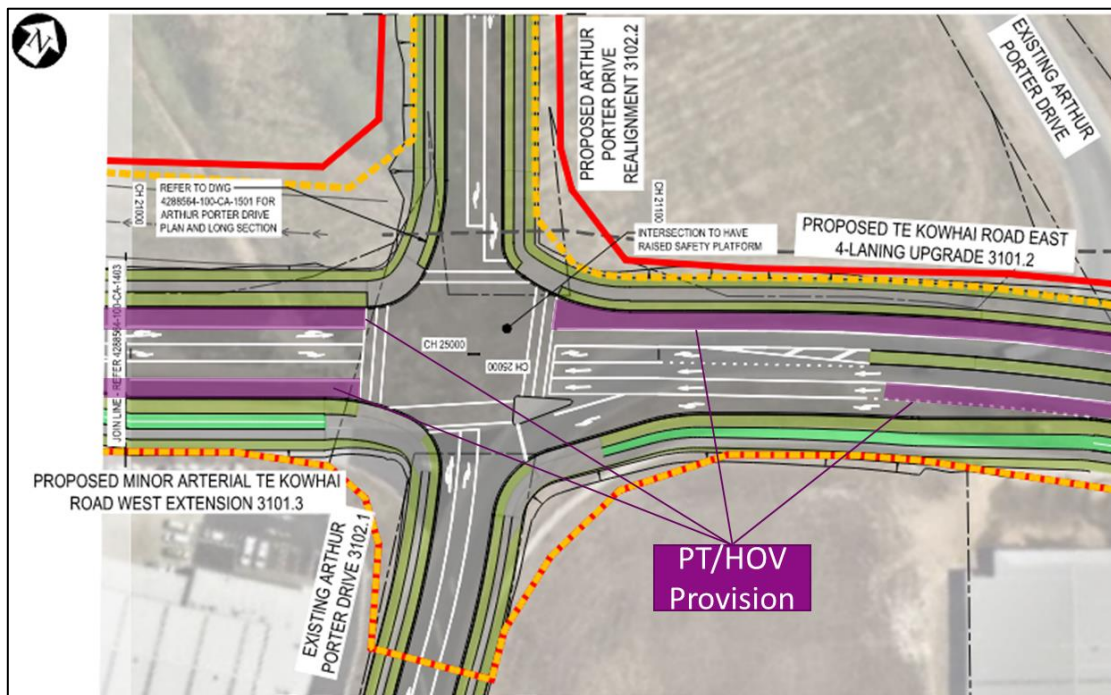 N
PROPOSED ARTHUR
PORTER DRIVE
REALIGNMENT 3102.2
EXISTING ARTHUR
PORTER DRIVE
REFER TO DWG
4288564-100-CA-1501 FOR
ARTHUR PORTER DRIVE
PLAN AND LONG SECTION
CH 21000
CH 21100
INTERSECTION TO HAVE
RAISED SAFETY PLATFORM
PROPOSED TE KOWHAI ROAD EAST
4-LANING UPGRADE 3101.2
JOIN LINE - REFER 4288564-100-CA-1403
CH 25000
CH 25000
PROPOSED MINOR ARTERIAL TE KOWHAI
ROAD WEST EXTENSION 3101.3
EXISTING ARTHUR
PORTER DRIVE 3102.1
PT/HOV
Provision